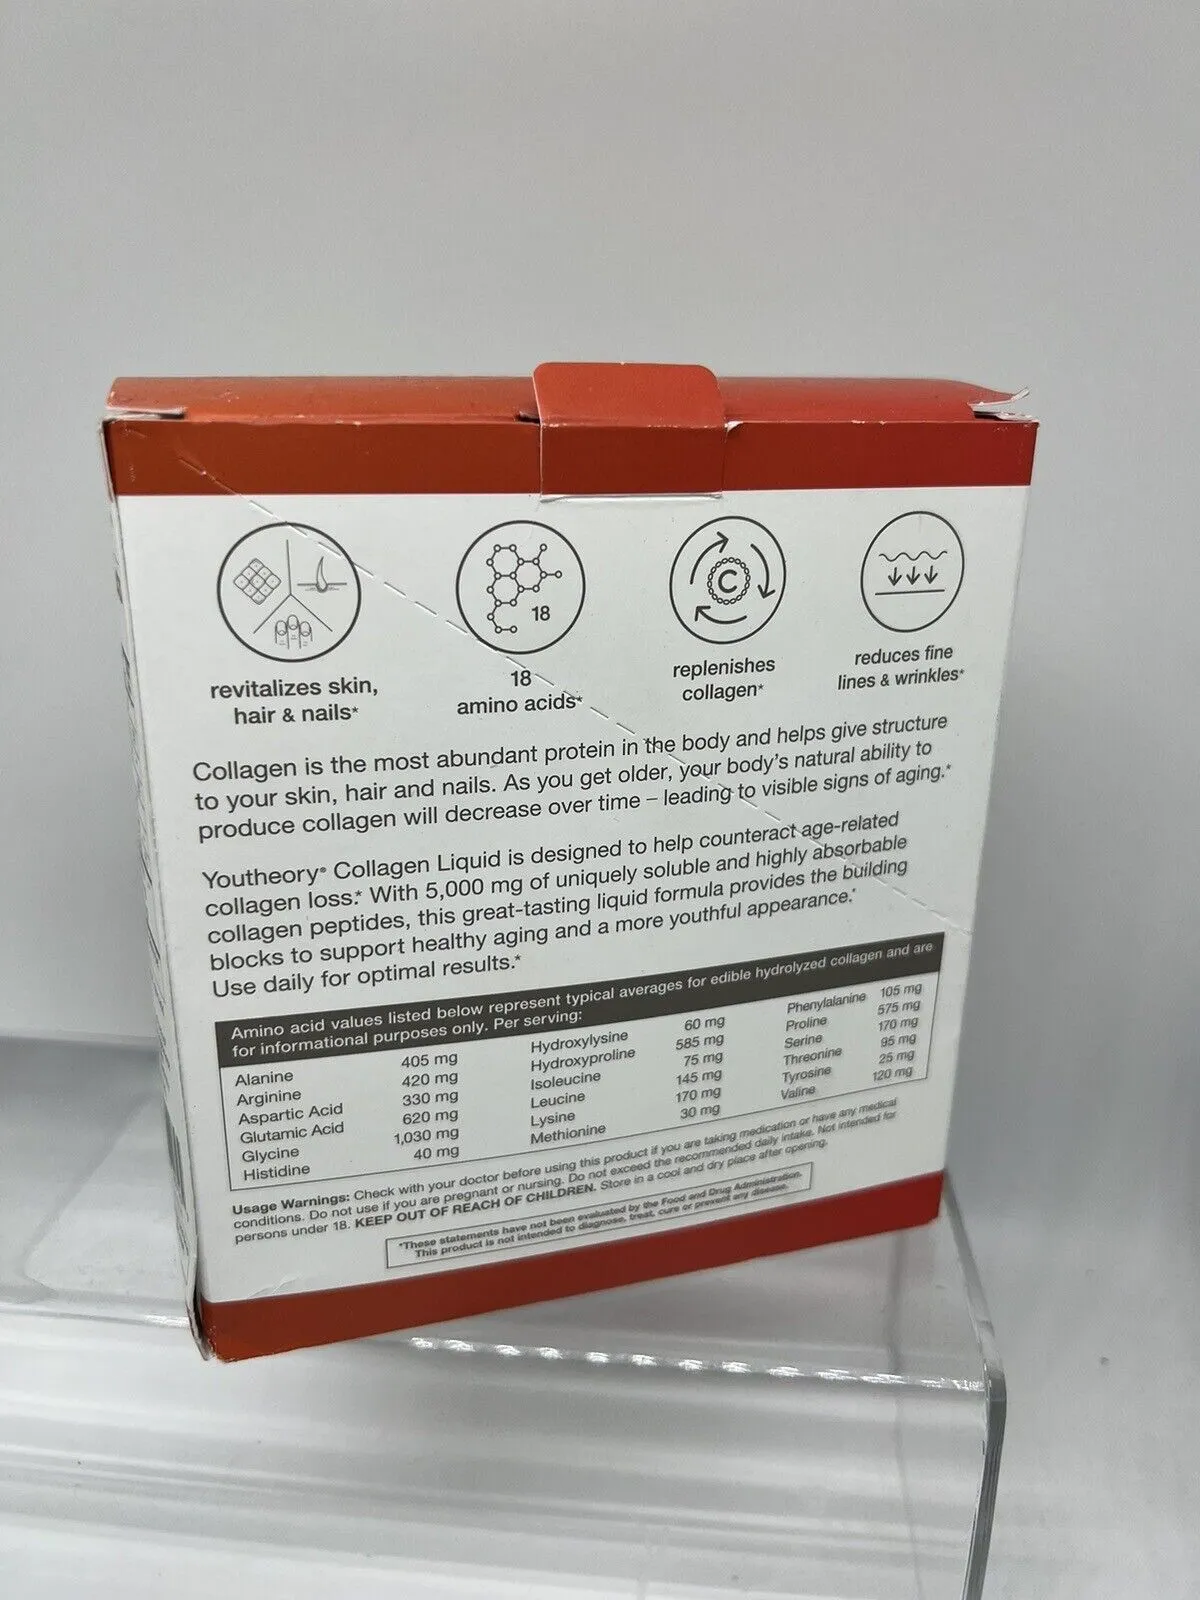 C
18
revitalizes skin,
hair & nails*
18
amino acids*
replenishes
collagen*
reduces fine
lines & wrinkles*
Collagen is the most abundant protein in the body and helps give structure
to your skin, hair and nails. As you get older, your body's natural ability to
produce collagen will decrease over time – leading to visible signs of aging.*
Youtheory® Collagen Liquid is designed to help counteract age-related
collagen loss.* With 5,000 mg of uniquely soluble and highly absorbable
collagen peptides, this great-tasting liquid formula provides the building
blocks to support healthy aging and a more youthful appearance.*
Use daily for optimal results.*
Amino acid values listed below represent typical averages for edible hydrolyzed collagen and are
for informational purposes only. Per serving:
Alanine 405 mg
Arginine 420 mg
Aspartic Acid 330 mg
Glutamic Acid 620 mg
Glycine 1,030 mg
Histidine 40 mg
Hydroxylysine 60 mg
Hydroxyproline 585 mg
Isoleucine 75 mg
Leucine 145 mg
Lysine 170 mg
Methionine 30 mg
Phenylalanine 105 mg
Proline 575 mg
Serine 170 mg
Threonine 95 mg
Tyrosine 25 mg
Valine 120 mg
Usage Warnings: Check with your doctor before using this product if you are taking medication or have any medical
conditions. Do not use if you are pregnant or nursing. Do not exceed the recommended daily intake. Not intended for
persons under 18. KEEP OUT OF REACH OF CHILDREN. Store in a cool and dry place after opening.
*These statements have not been evaluated by the Food and Drug Administration.
This product is not intended to diagnose, treat, cure or prevent any disease.